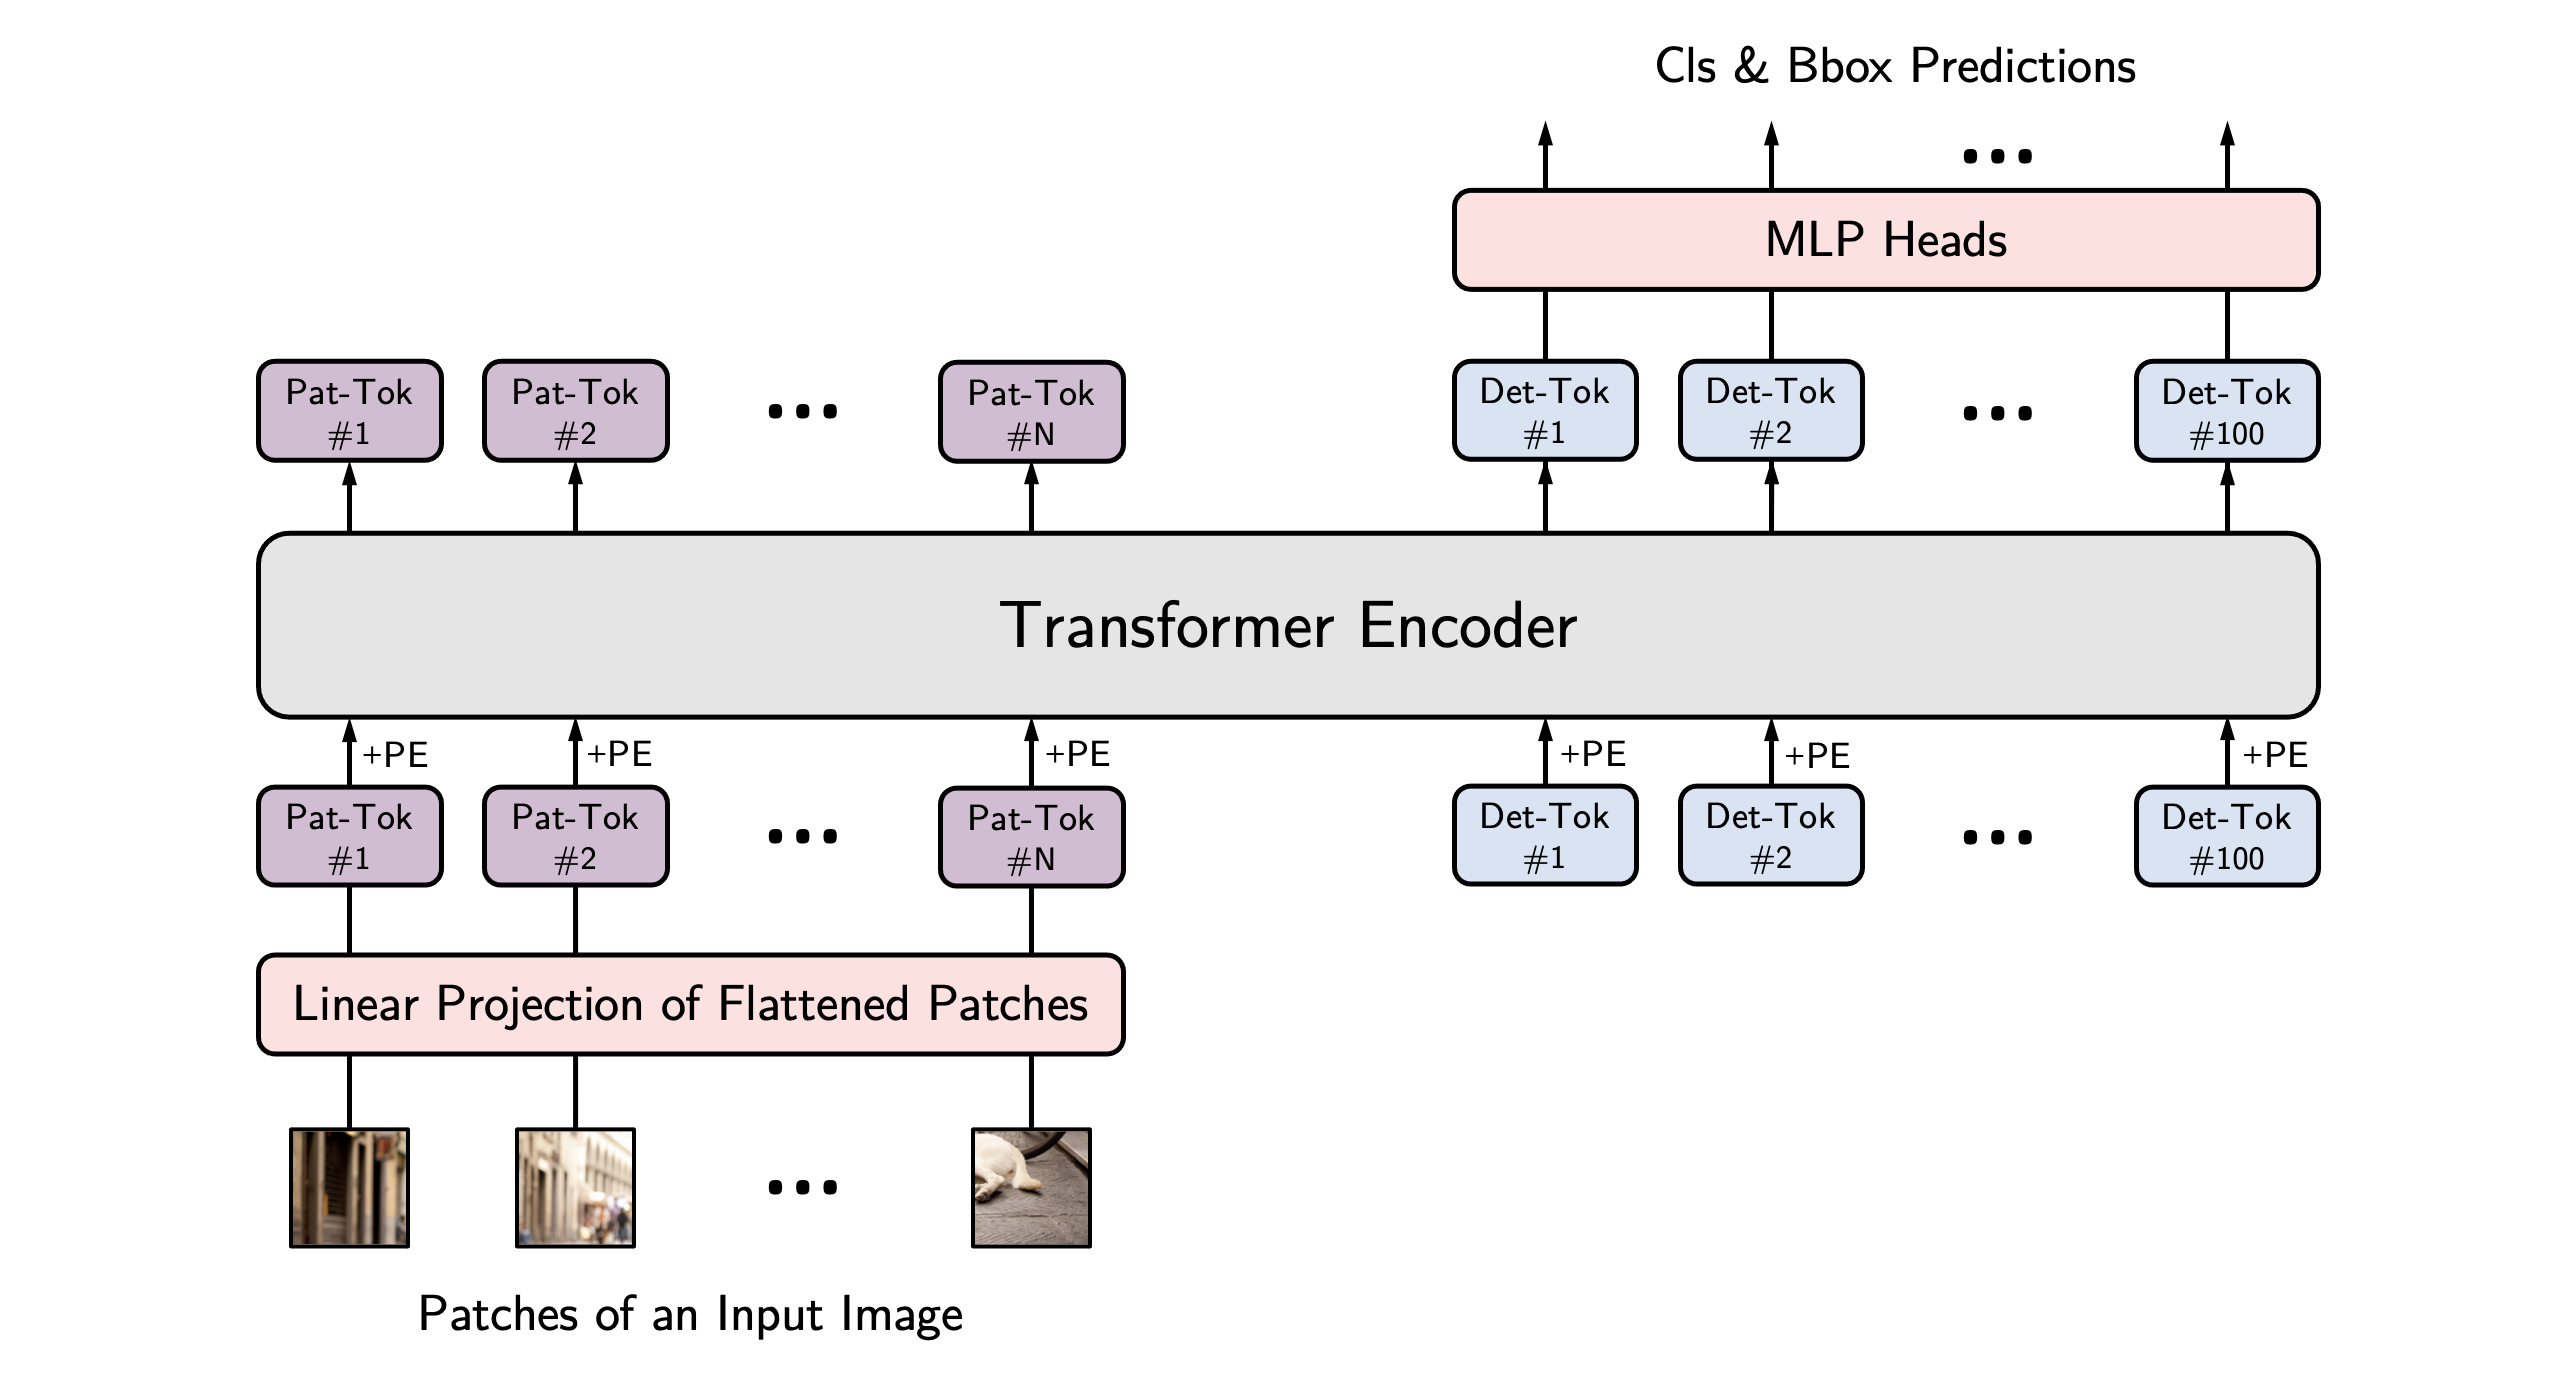 Cls & Bbox Predictions
MLP Heads
Pat-Tok
#1
Pat-Tok
#2
Pat-Tok
#N
Det-Tok
#1
Det-Tok
#2
Det-Tok
#100
Transformer Encoder
+PE
+PE
+PE
+PE
+PE
+PE
Pat-Tok
#1
Pat-Tok
#2
Pat-Tok
#N
Det-Tok
#1
Det-Tok
#2
Det-Tok
#100
Linear Projection of Flattened Patches
Patches of an Input Image